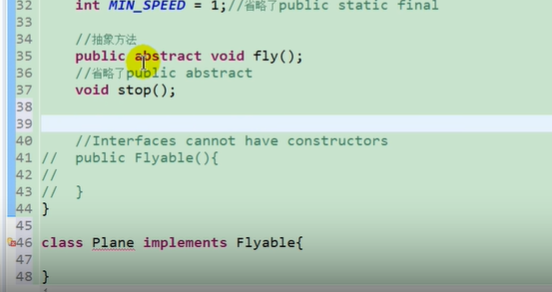 32 int MIN_SPEED = 1;//省略了public static final
33
34 //抽象方法
35 public abstract void fly();
36 //省略了public abstract
37 void stop();
38
39
40 //Interfaces cannot have constructors
41 // public Flyable(){
42 //
43 // }
44 }
45
46 class Plane implements Flyable{
47
48 }